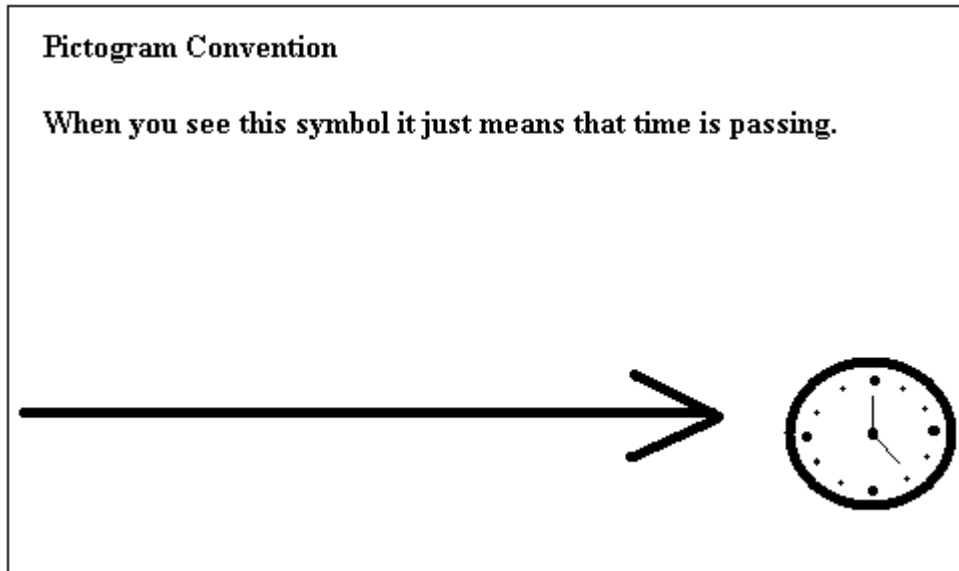 Pictogram Convention
When you see this symbol it just means that time is passing.